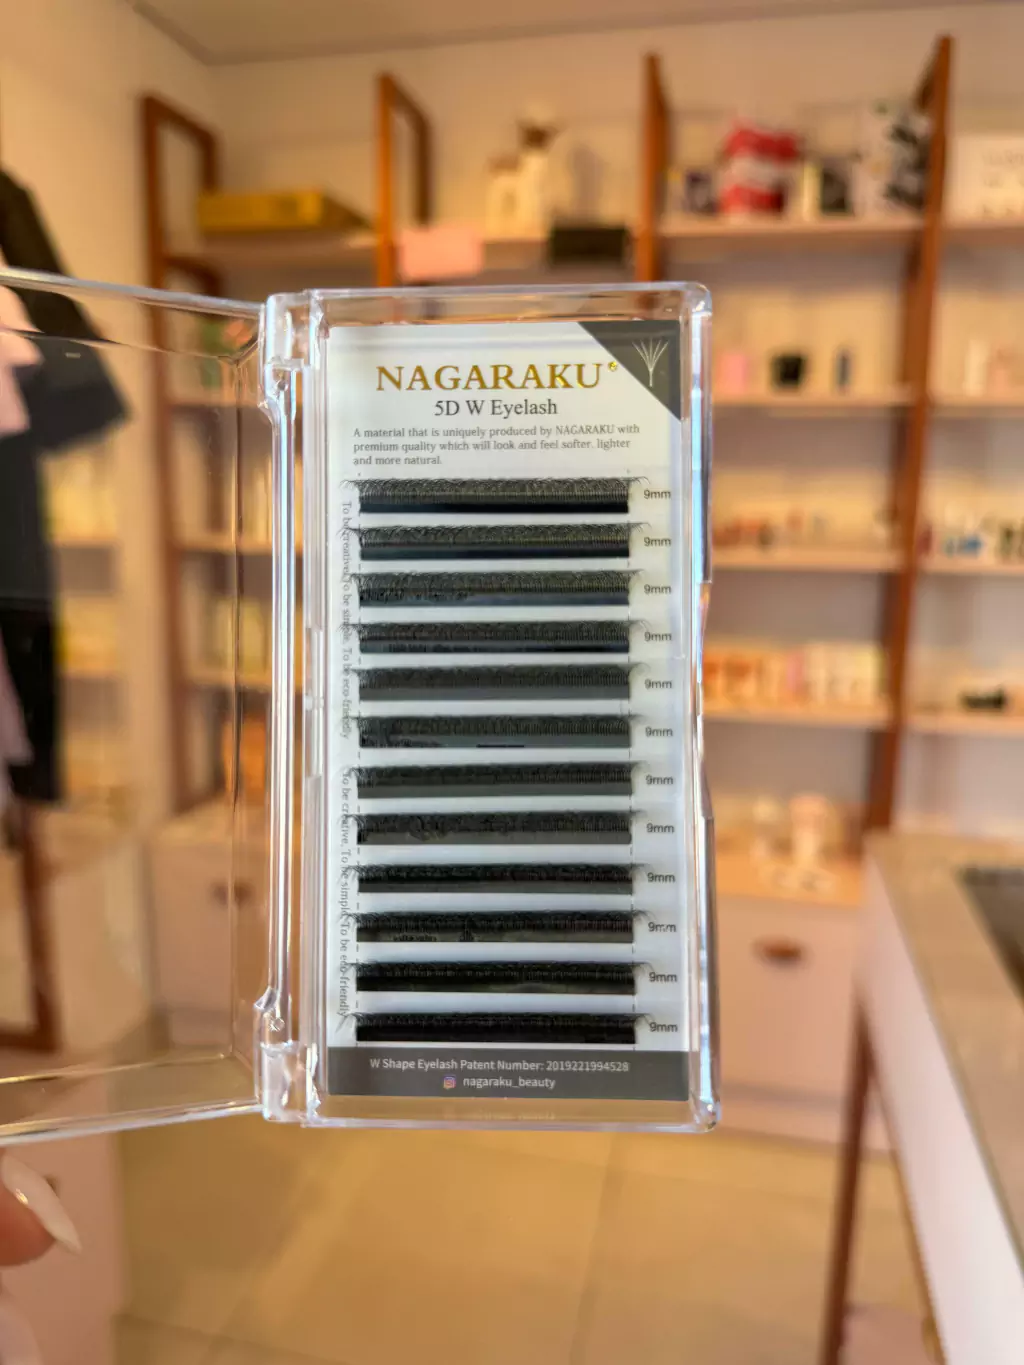 NAGARAKU
5D W Eyelash
A material that is uniquely produced by NAGARAKU with
premium quality which will look and feel softer. lighter
and more natural.
9mm
9mm
9mm
9mm
9mm
9mm
9mm
9mm
9mm
9mm
9mm
9mm
To be creative, To be simple, To be eco-friendly
To be creative, To be simple, To be eco-friendly
W Shape Eyelash Patent Number: 2019221994528
nagaraku_beauty